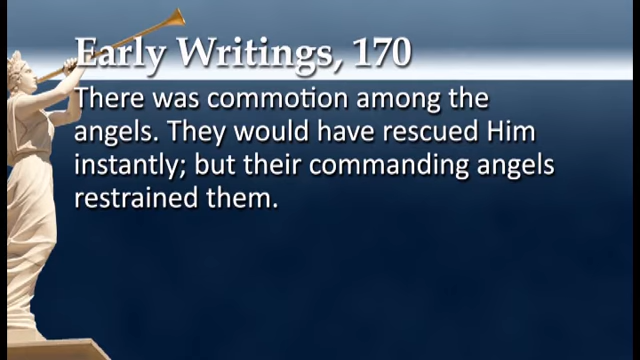 Early Writings, 170
There was commotion among the
angels. They would have rescued Him
instantly; but their commanding angels
restrained them.